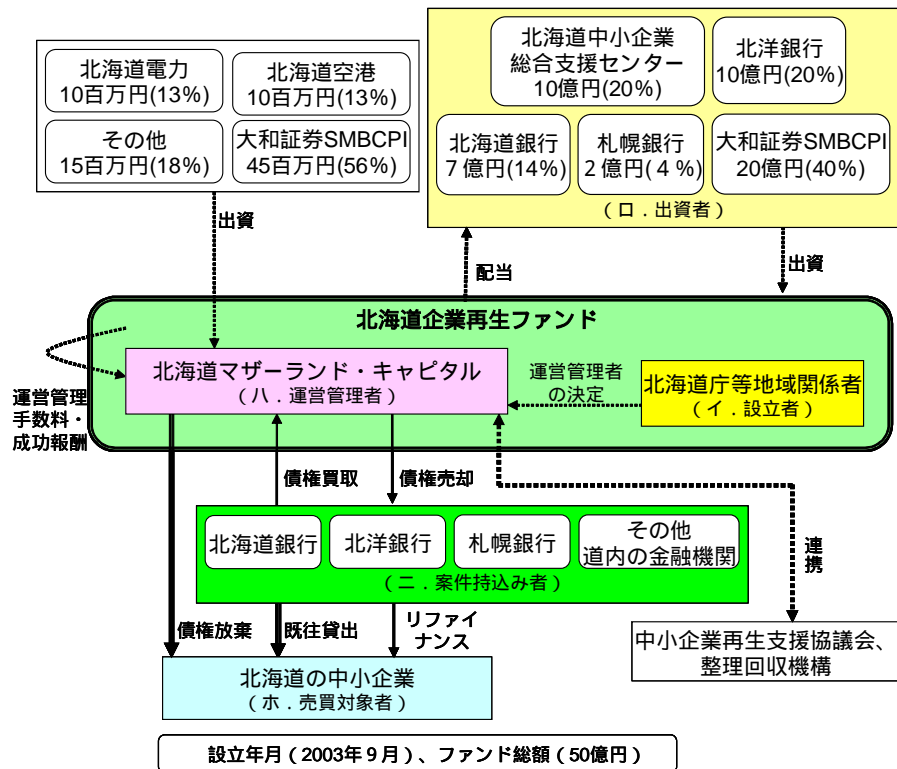 北海道電力
10百万円(13%)
北海道空港
10百万円(13%)
その他
15百万円(18%)
大和証券SMBCPI
45百万円(56%)
北海道中小企業
総合支援センター
10億円(20%)
北洋銀行
10億円(20%)
北海道銀行
7億円(14%)
札幌銀行
2億円(4%)
大和証券SMBCPI
20億円(40%)
(ロ.出資者)
出資
配当
出資
北海道企業再生ファンド
北海道マザーランド・キャピタル
(ハ.運営管理者)
運営管理者
の決定
北海道庁等地域関係者
(イ.設立者)
運営管理
手数料・
成功報酬
債権買取
債権売却
北海道銀行
北洋銀行
札幌銀行
その他
道内の金融機関
(ニ.案件持込み者)
連携
債権放棄
既往貸出
リファイ
ナンス
中小企業再生支援協議会、
整理回収機構
北海道の中小企業
(ホ.売買対象者)
設立年月(2003年9月)、ファンド総額(50億円)